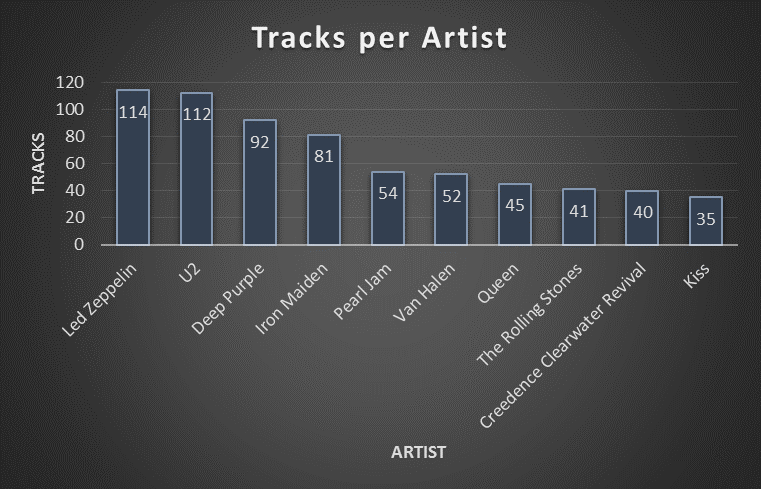 Tracks per Artist
TRACKS
120
100
80
60
40
20
0
114
112
92
81
54
52
45
41
40
35
Led Zeppelin
U2
Deep Purple
Iron Maiden
Pearl Jam
Van Halen
Queen
The Rolling Stones
Creedence Clearwater Revival
Kiss
ARTIST